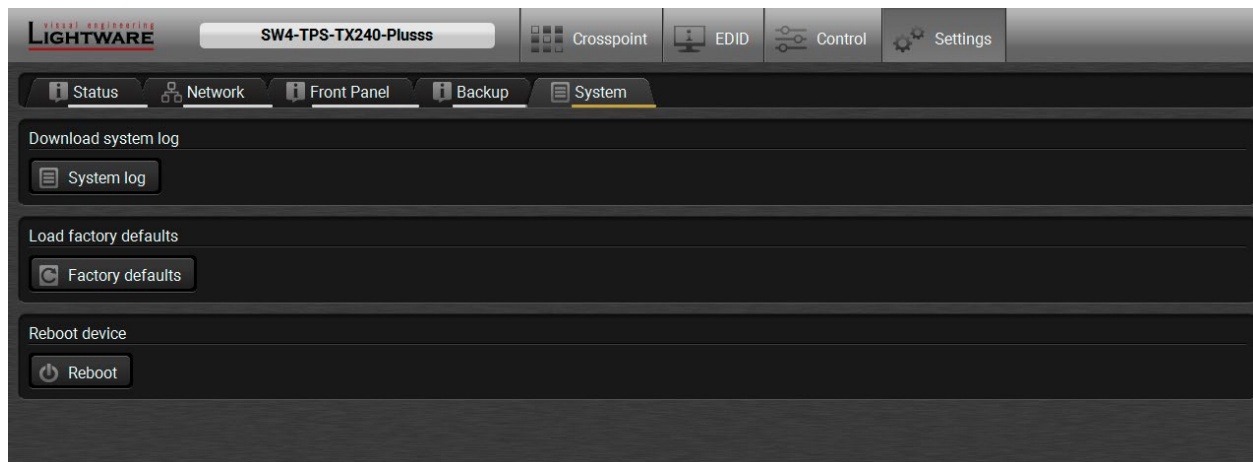 visual engineering
LIGHTWARE
SW4-TPS-TX240-Plusss
Crosspoint
EDID
Control
Settings
Status
Network
Front Panel
Backup
System
Download system log
System log
Load factory defaults
Factory defaults
Reboot device
Reboot